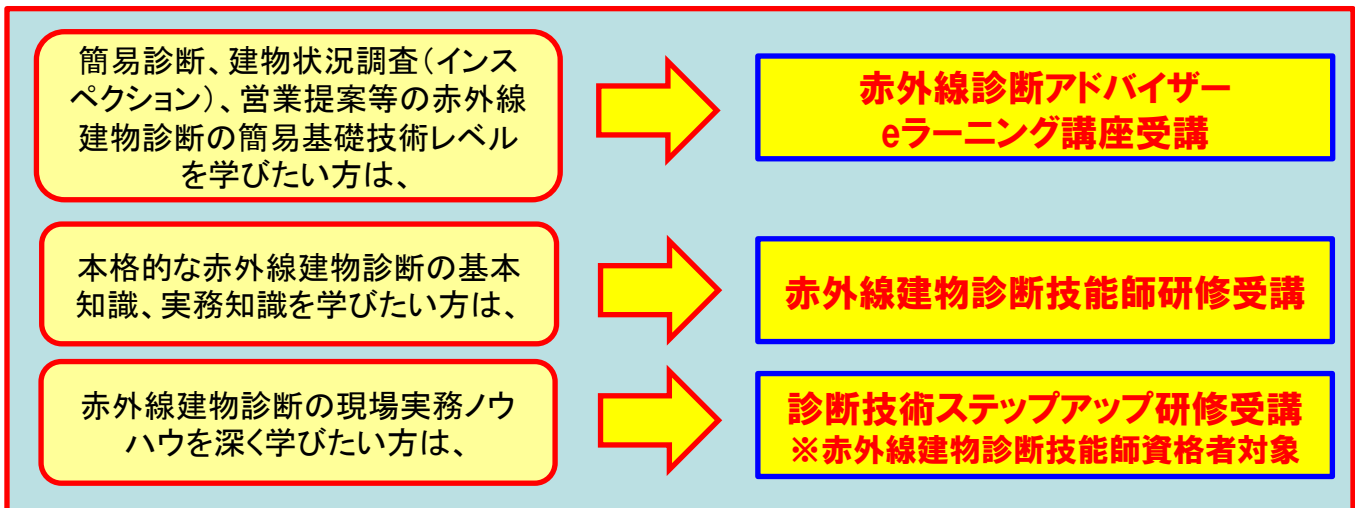 簡易診断、建物状況調査(インス
ペクション)、営業提案等の赤外線
建物診断の簡易基礎技術レベル
を学びたい方は、
赤外線診断アドバイザー
eラーニング講座受講
本格的な赤外線建物診断の基本
知識、実務知識を学びたい方は、
赤外線建物診断技能師研修受講
赤外線建物診断の現場実務ノウ
ハウを深く学びたい方は、
診断技術ステップアップ研修受講
※赤外線建物診断技能師資格者対象